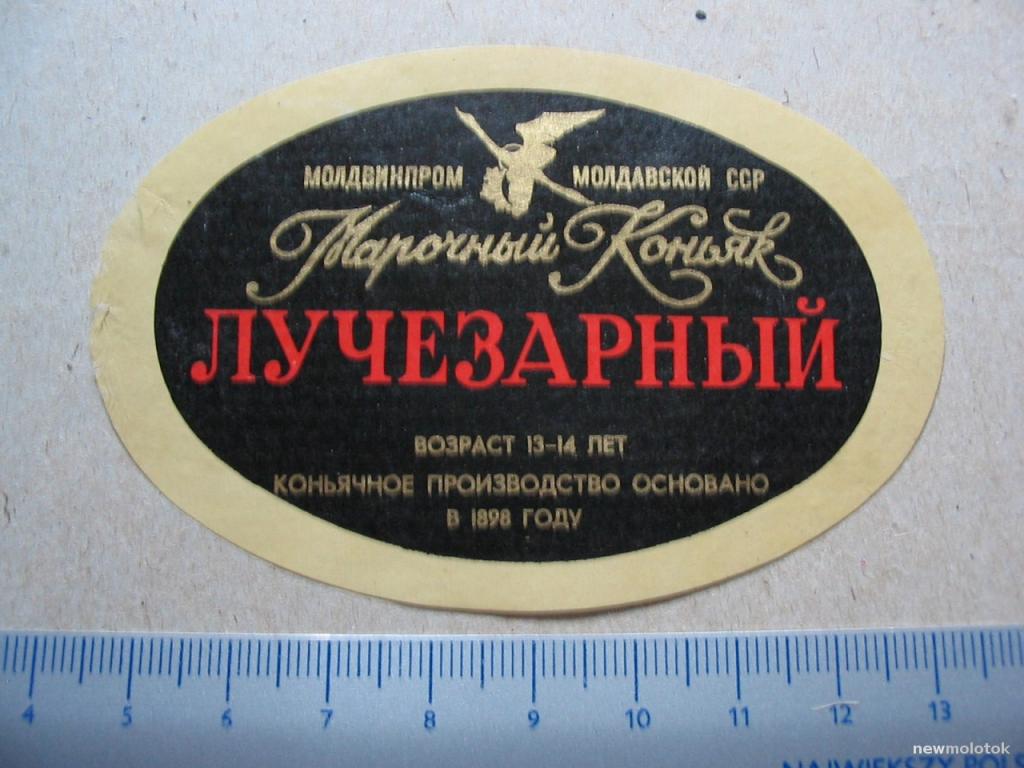 МОЛДВИНПРОМ МОЛДАВСКОЙ ССР
Марочный Коньяк
ЛУЧЕЗАРНЫЙ
ВОЗРАСТ 13-14 ЛЕТ
КОНЬЯЧНОЕ ПРОИЗВОДСТВО ОСНОВАНО
В 1898 ГОДУ
4 5 6 7 8 9 10 11 12 13
newmolotok